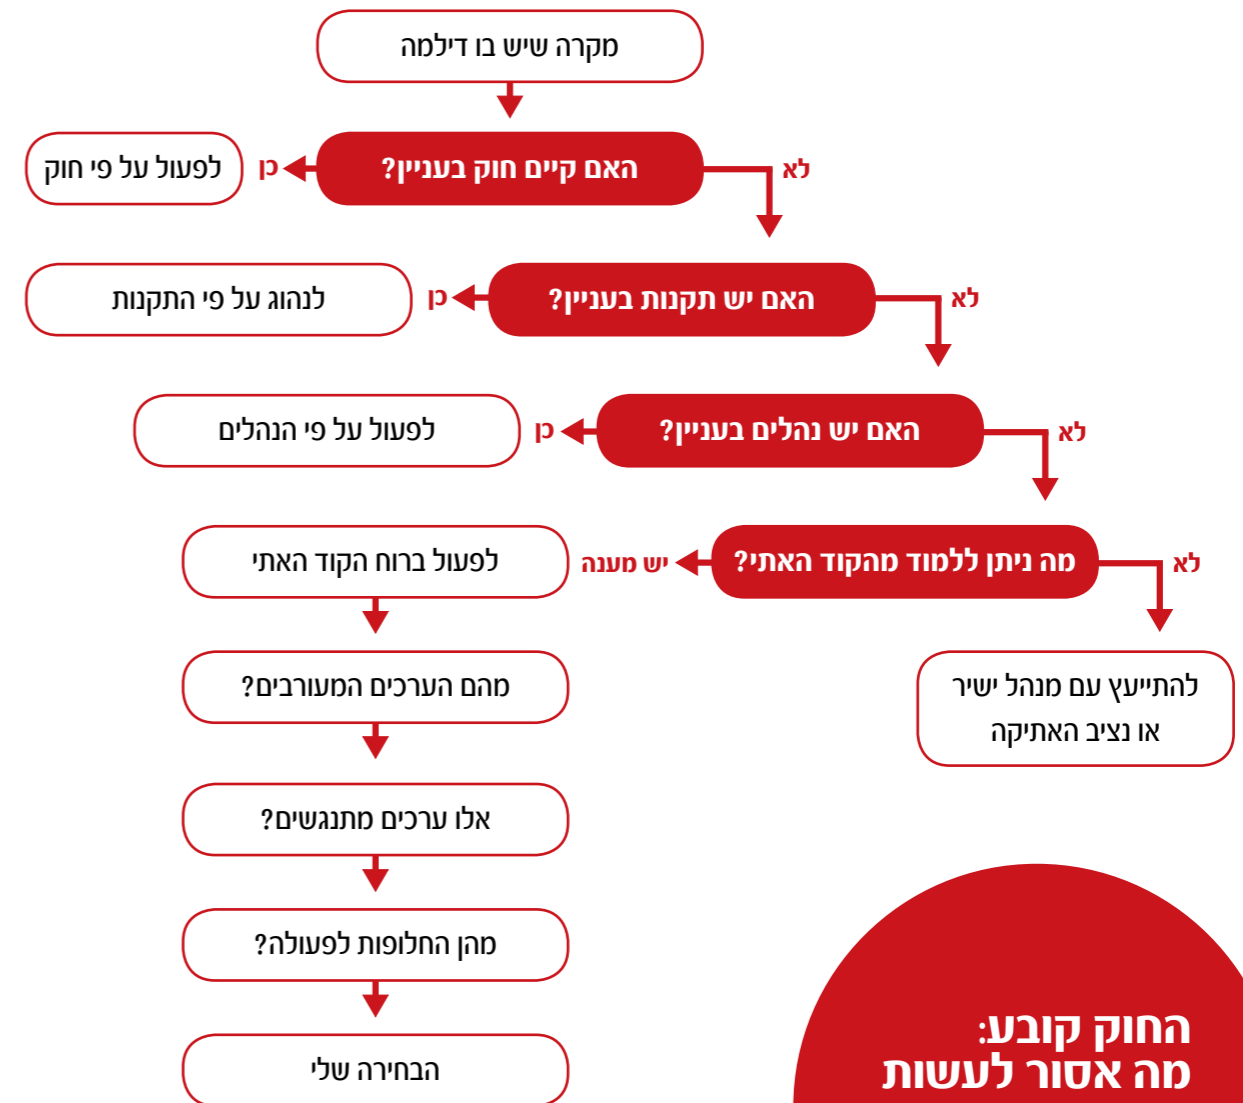 מקרה שיש בו דילמה
לא
האם קיים חוק בעניין?
כן
לפעול על פי חוק
לא
האם יש תקנות בעניין?
כן
לנהוג על פי התקנות
לא
האם יש נהלים בעניין?
כן
לפעול על פי הנהלים
לא
מה ניתן ללמוד מהקוד האתי?
יש מענה
לפעול ברוח הקוד האתי
להתייעץ עם מנהל ישיר
או נציב האתיקה
מהם הערכים המעורבים?
אלו ערכים מתנגשים?
מהן החלופות לפעולה?
הבחירה שלי
החוק קובע:
מה אסור לעשות